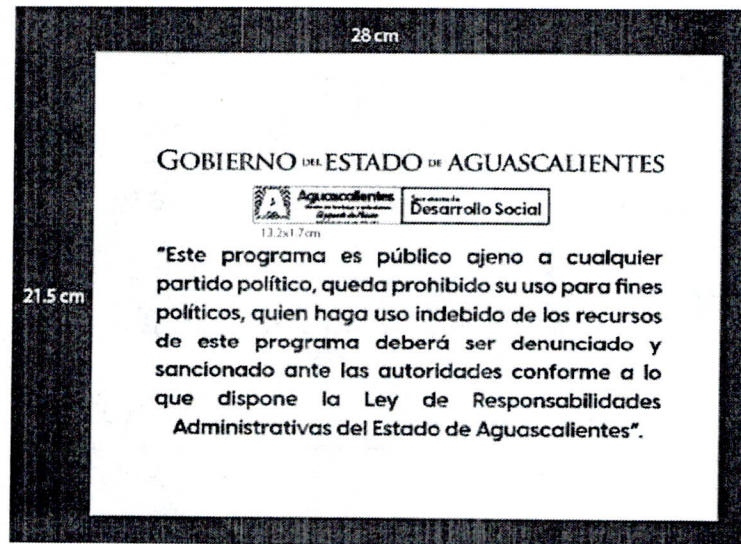 28 cm
GOBIERNO DEL ESTADO DE AGUASCALIENTES
Aguascalientes
Secretaría de
Desarrollo Social
13.2x1.7cm
"Este programa es público ajeno a cualquier
partido político, queda prohibido su uso para fines
21.5 cm
políticos, quien haga uso indebido de los recursos
de este programa deberá ser denunciado y
sancionado ante las autoridades conforme a lo
que dispone la Ley de Responsabilidades
Administrativas del Estado de Aguascalientes".